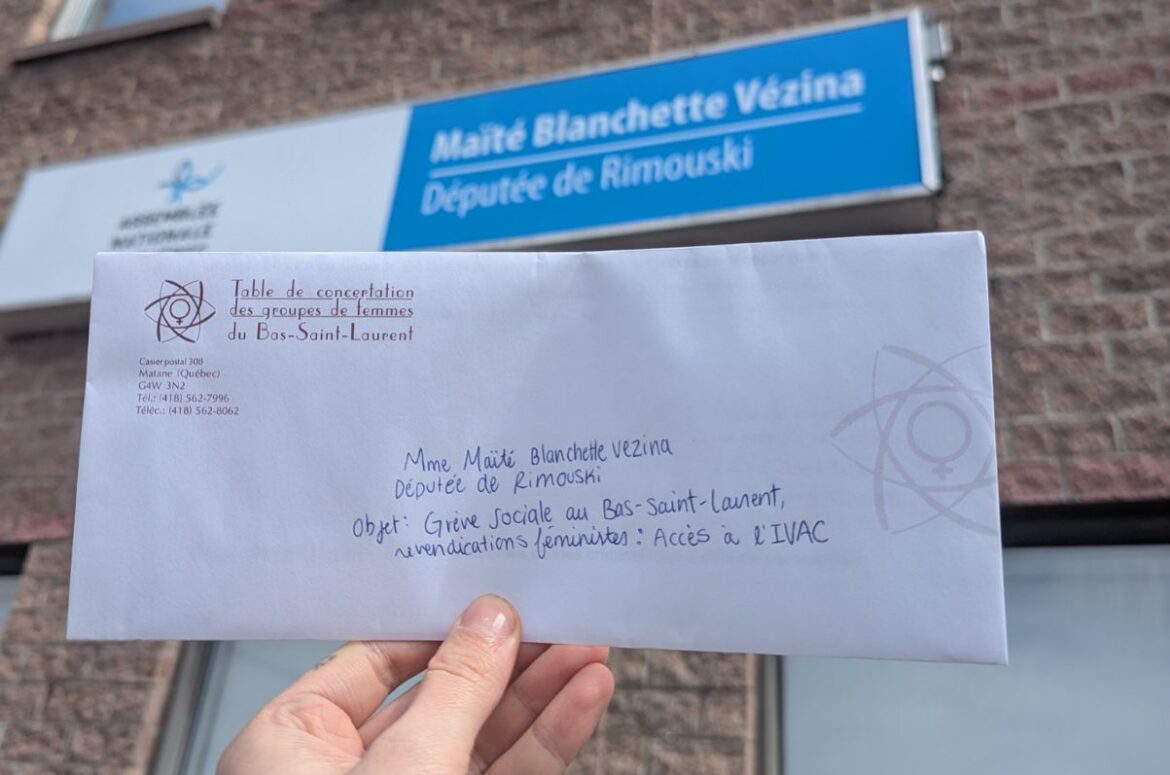 Maïté Blanchette Vézina
Députée de Rimouski
ASSEMBLÉE
NATIONALE
Table de concertation
des groupes de femmes
du Bas-Saint-Laurent
Casier postal 308
Matane (Québec)
G4W 3N2
Tél.: (418) 562-7996
Téléc.: (418) 562-8062
Mme Maïté Blanchette Vezina
Députée de Rimouski
Objet: Grève sociale au Bas-Saint-Laurent,
revendications féministes: Accès à l'IVAC